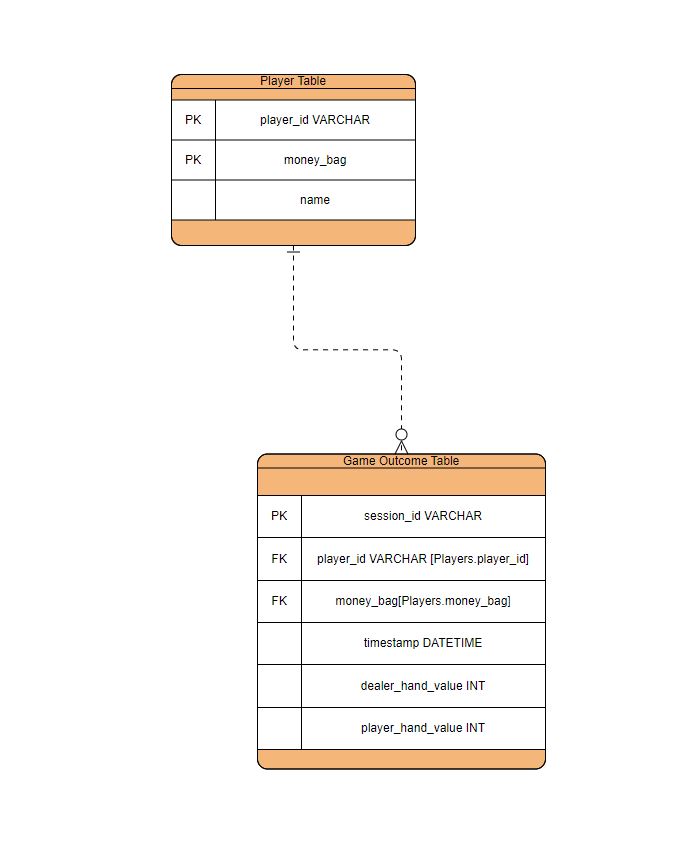 Player Table
PK player_id VARCHAR
PK money_bag
name
Game Outcome Table
PK session_id VARCHAR
FK player_id VARCHAR [Players.player_id]
FK money_bag[Players.money_bag]
timestamp DATETIME
dealer_hand_value INT
player_hand_value INT